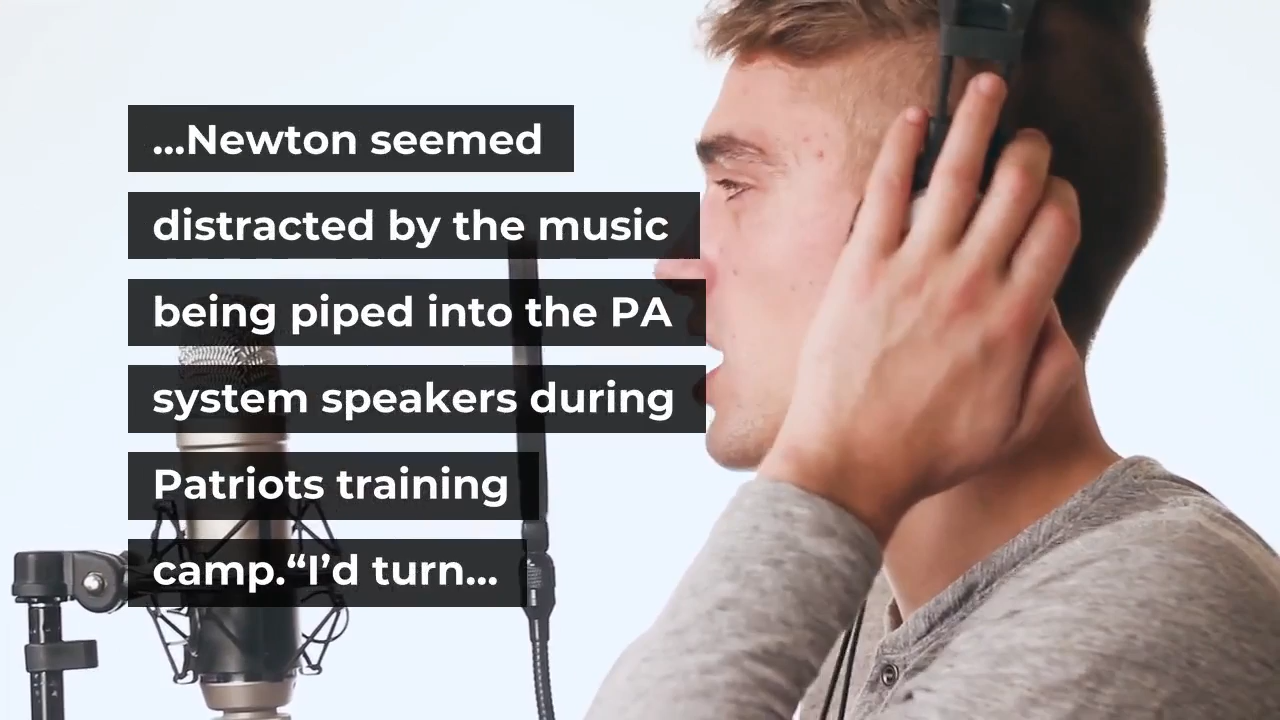 ...Newton seemed
distracted by the music
being piped into the PA
system speakers during
Patriots training
camp.“I’d turn...